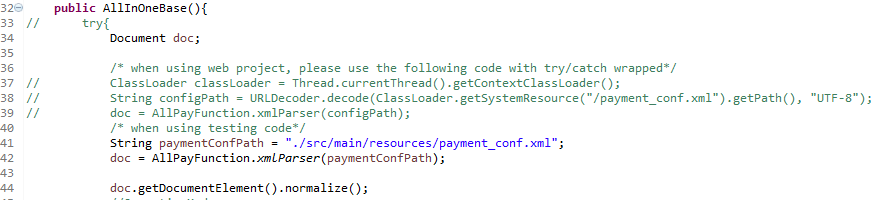 32 public AllInOneBase(){
33 // try{
34 Document doc;
35
36 /* when using web project, please use the following code with try/catch wrapped*/
37 // ClassLoader classLoader = Thread.currentThread().getContextClassLoader();
38 // String configPath = URLDecoder.decode(ClassLoader.getSystemResource("/payment_conf.xml").getPath(), "UTF-8");
39 // doc = AllPayFunction.xmlParser(configPath);
40 /* when using testing code*/
41 String paymentConfPath = "./src/main/resources/payment_conf.xml";
42 doc = AllPayFunction.xmlParser(paymentConfPath);
43
44 doc.getDocumentElement().normalize();